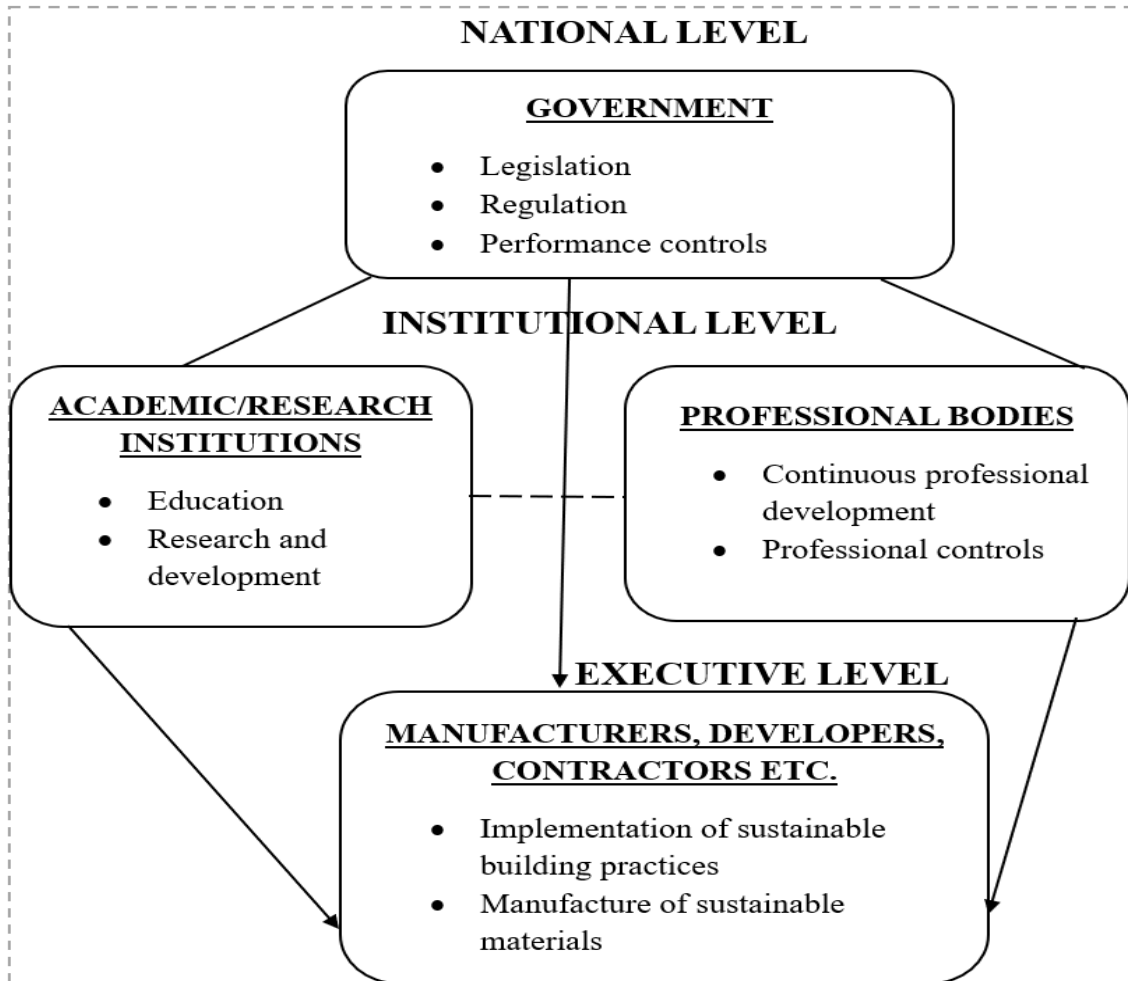 NATIONAL LEVEL
GOVERNMENT
● Legislation
● Regulation
● Performance controls
INSTITUTIONAL LEVEL
ACADEMIC/RESEARCH
INSTITUTIONS
● Education
● Research and
development
PROFESSIONAL BODIES
● Continuous professional
development
● Professional controls
EXECUTIVE LEVEL
MANUFACTURERS, DEVELOPERS,
CONTRACTORS ETC.
● Implementation of sustainable
building practices
● Manufacture of sustainable
materials